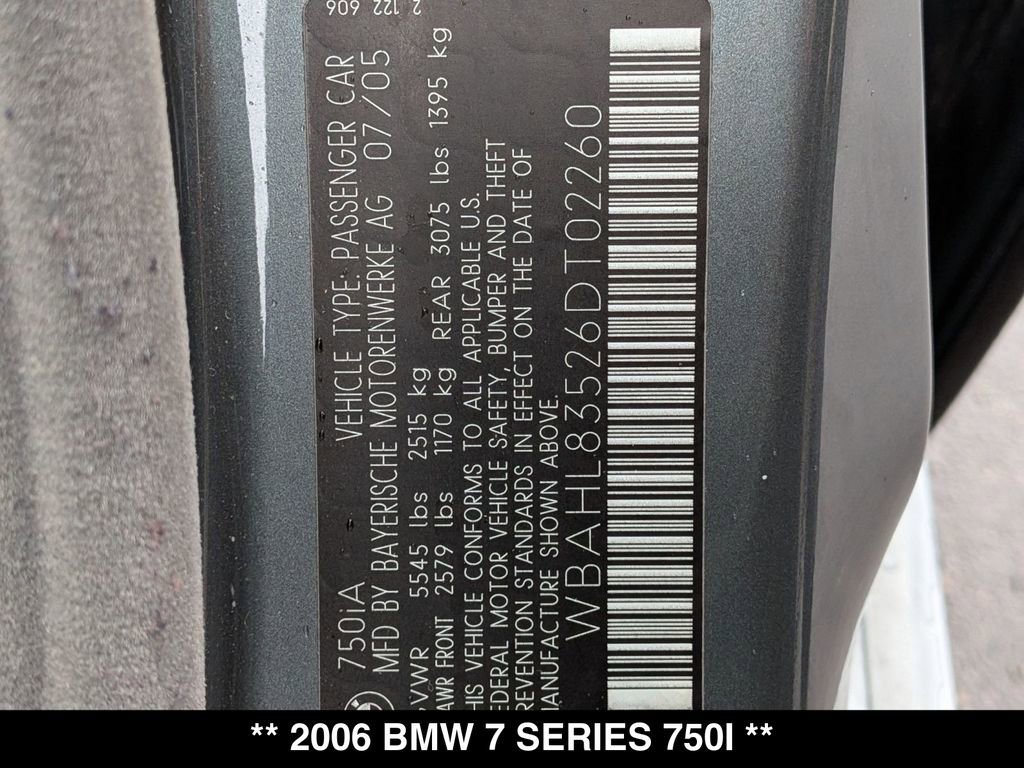 2 122 606
750iA VEHICLE TYPE: PASSENGER CAR
MFD BY BAYERISCHE MOTORENWERKE AG 07/05
VWR 5545 lbs 2515 kg
AWR FRONT 2579 lbs 1170 kg REAR 3075 lbs 1395 kg
HIS VEHICLE CONFORMS TO ALL APPLICABLE U.S.
EDERAL MOTOR VEHICLE SAFETY, BUMPER AND THEFT
REVENTION STANDARDS IN EFFECT ON THE DATE OF
ANUFACTURE SHOWN ABOVE.
WBAHL83526DT02260
** 2006 BMW 7 SERIES 750I **